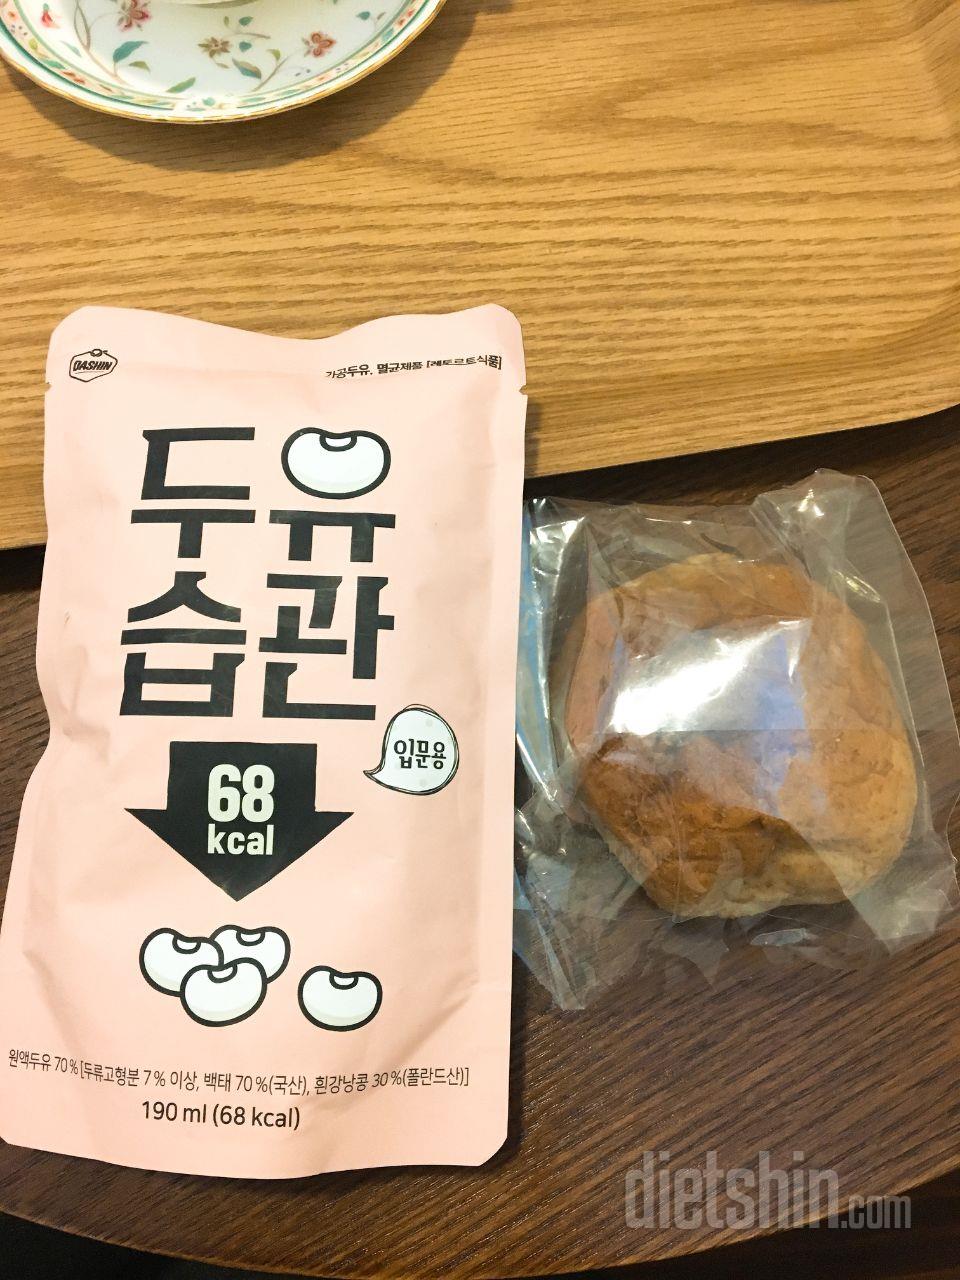 DASHIN
가공두유, 멸균제품 [레토르트식품]
두유
습관
입문용
68
kcal
원액두유 70 % [두류고형분 7 % 이상, 백태 70 %(국산), 흰강낭콩 30 %(폴란드산)]
190 ml (68 kcal)
dietshin.com